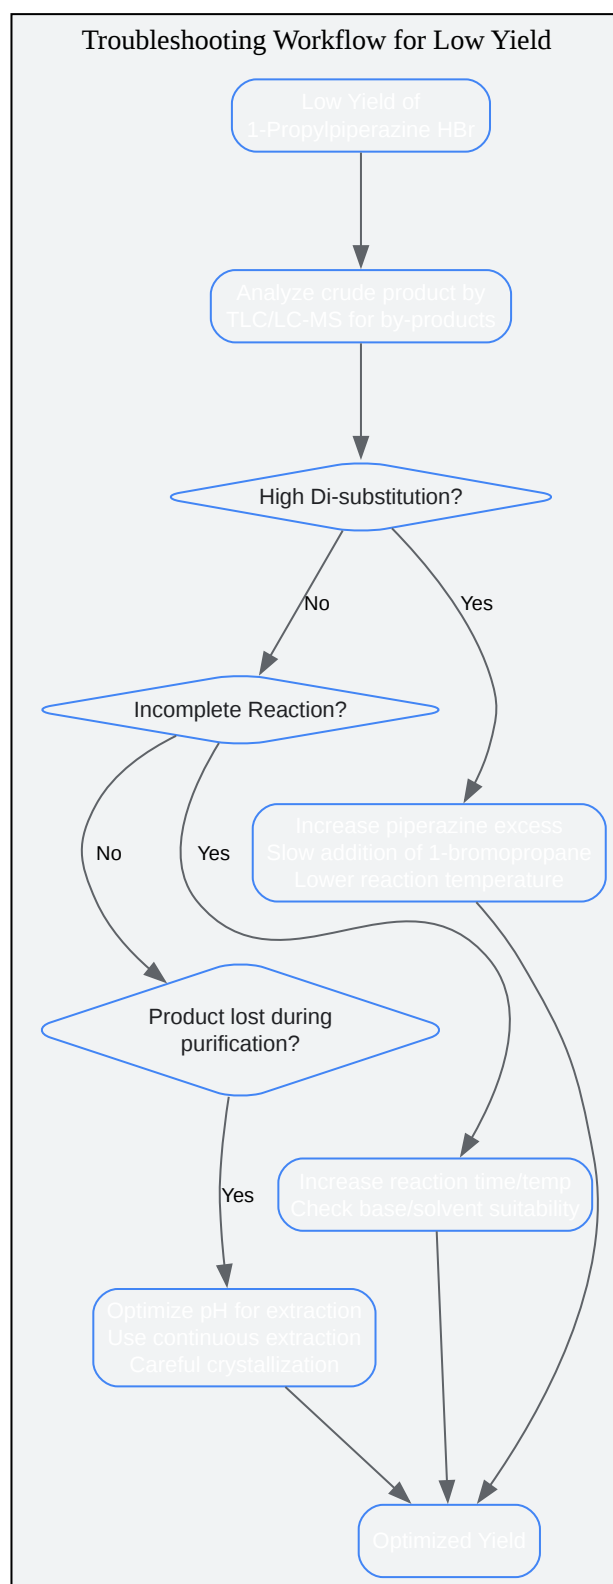 Troubleshooting Workflow for Low Yield
Low Yield of
1-Propylpiperazine HBr
Analyze crude product by
TLC/LC-MS for by-products
High Di-substitution?
No
Yes
Incomplete Reaction?
No
Yes
Increase piperazine excess
Slow addition of 1-bromopropane
Lower reaction temperature
Product lost during
purification?
Yes
Increase reaction time/temp
Check base/solvent suitability
Optimize pH for extraction
Use continuous extraction
Careful crystallization
Optimized Yield